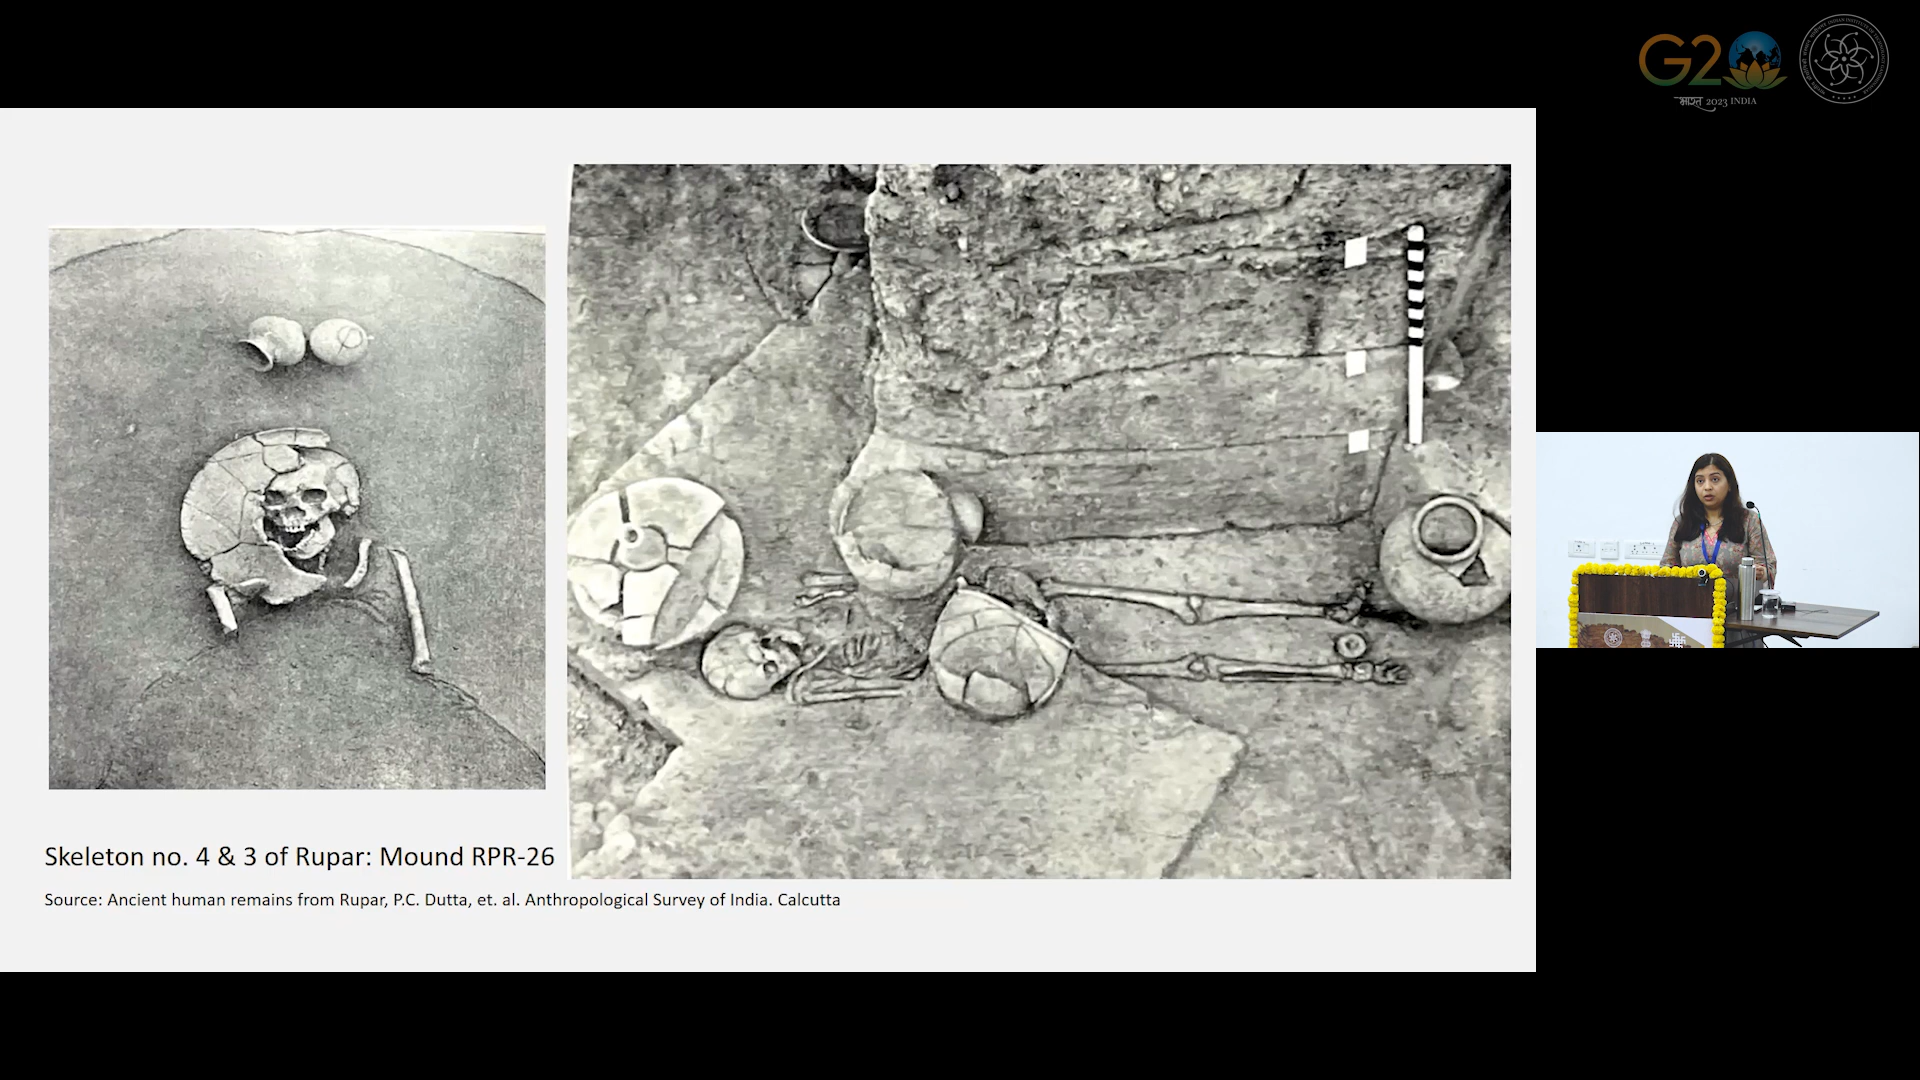 G20
भारत 2023 INDIA
Skeleton no. 4 & 3 of Rupar: Mound RPR-26
Source: Ancient human remains from Rupar, P.C. Dutta, et. al. Anthropological Survey of India. Calcutta